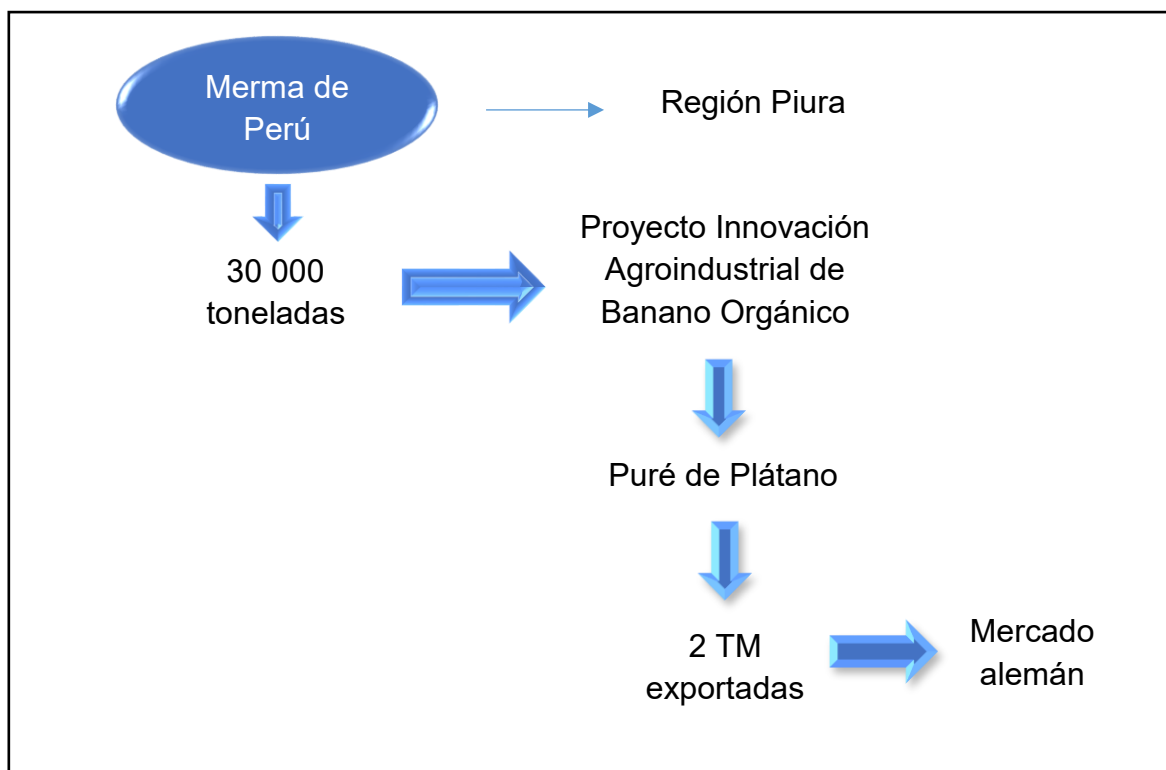 Merma de
Perú
Región Piura
30 000
toneladas
Proyecto Innovación
Agroindustrial de
Banano Orgánico
Puré de Plátano
2 TM
exportadas
Mercado
alemán